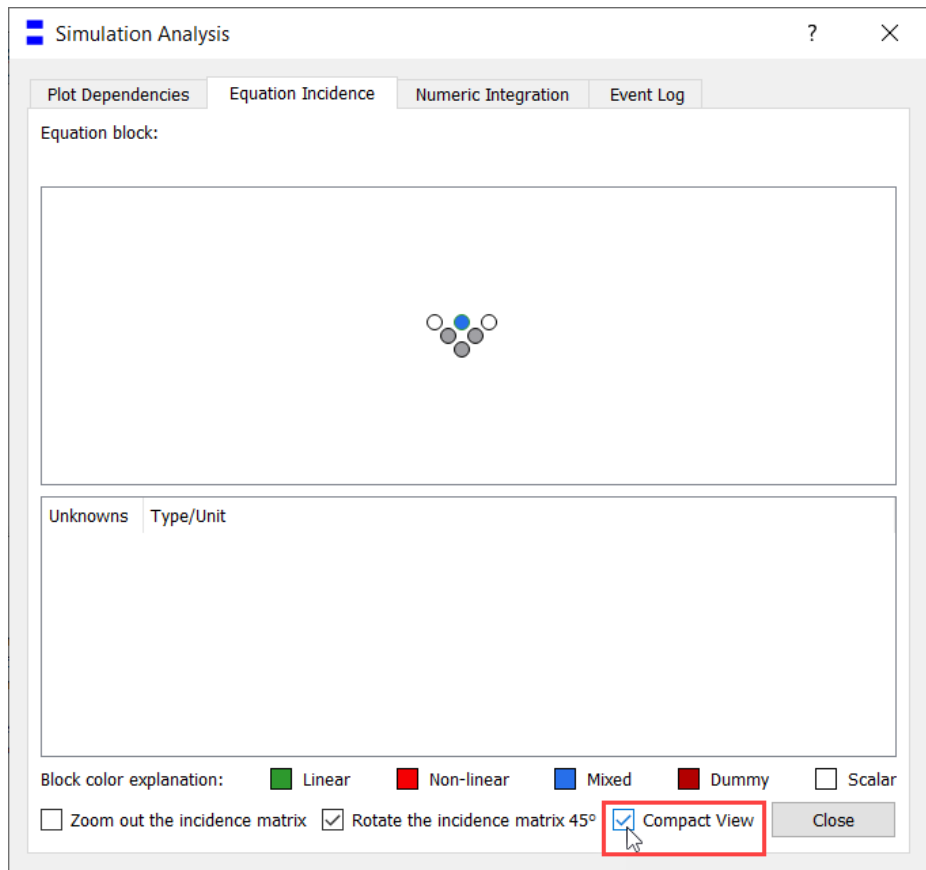 Simulation Analysis
?
Plot Dependencies Equation Incidence Numeric Integration Event Log
Equation block:
Unknowns Type/Unit
Block color explanation: Linear Non-linear Mixed Dummy Scalar
Zoom out the incidence matrix Rotate the incidence matrix 45° Compact View Close